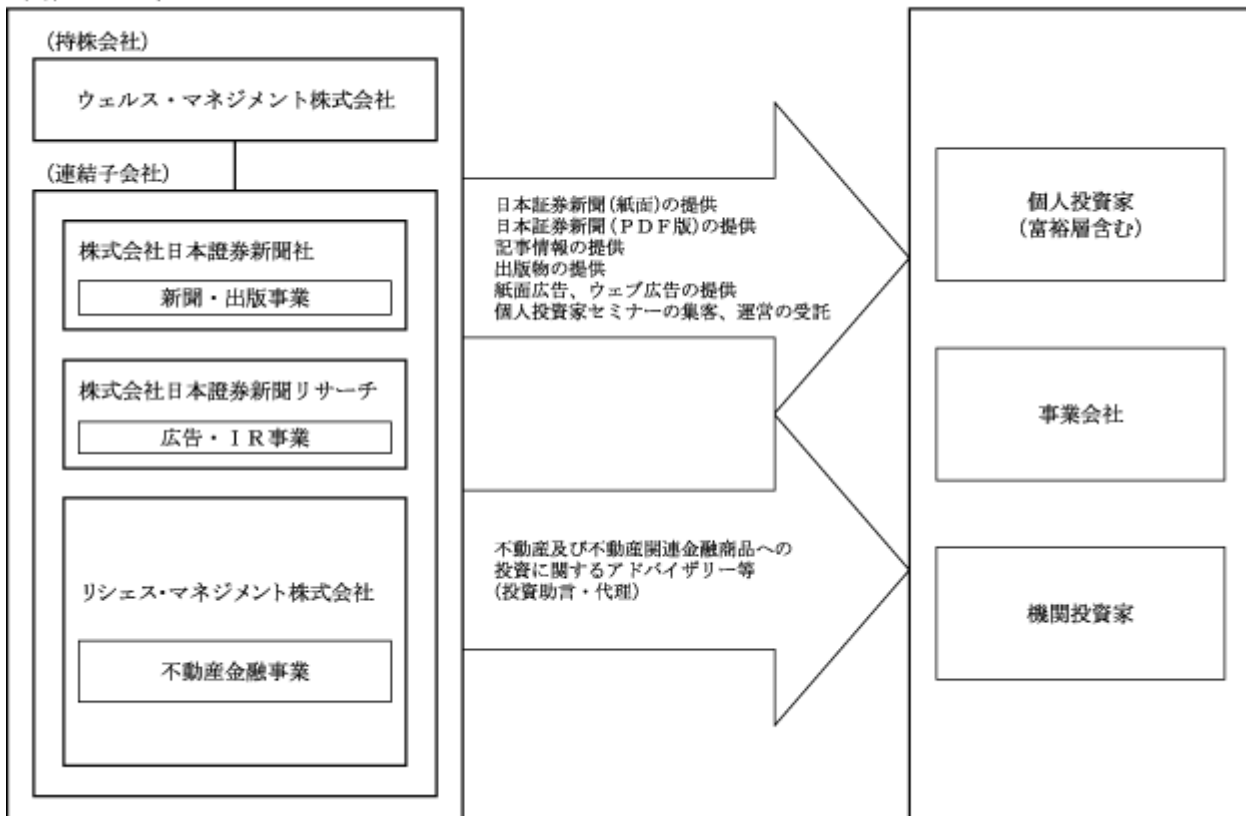 (持株会社)
ウェルス・マネジメント株式会社
(連結子会社)
株式会社日本證券新聞社
新聞・出版事業
株式会社日本證券新聞リサーチ
広告・ＩＲ事業
リシェス・マネジメント株式会社
不動産金融事業
日本証券新聞(紙面)の提供
日本証券新聞(ＰＤＦ版)の提供
記事情報の提供
出版物の提供
紙面広告、ウェブ広告の提供
個人投資家セミナーの集客、運営の受託
不動産及び不動産関連金融商品への
投資に関するアドバイザリー等
(投資助言・代理)
個人投資家
(富裕層含む)
事業会社
機関投資家